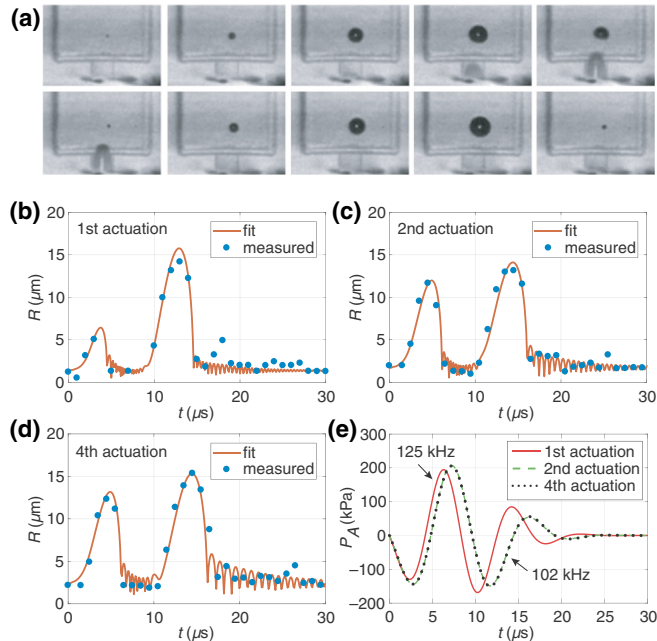 (a)
(b)
20
15
10
5
0
R (μm)
1st actuation
fit
measured
0
10
20
30
t (μs)
(c)
20
15
10
5
0
R (μm)
2nd actuation
fit
measured
0
5
10
15
20
25
30
t (μs)
(d)
20
15
10
5
0
R (μm)
4th actuation
fit
measured
0
10
20
30
t (μs)
(e)
300
200
100
0
−100
−200
P_A (kPa)
125 kHz
1st actuation
2nd actuation
4th actuation
102 kHz
0
5
10
15
20
25
30
t (μs)